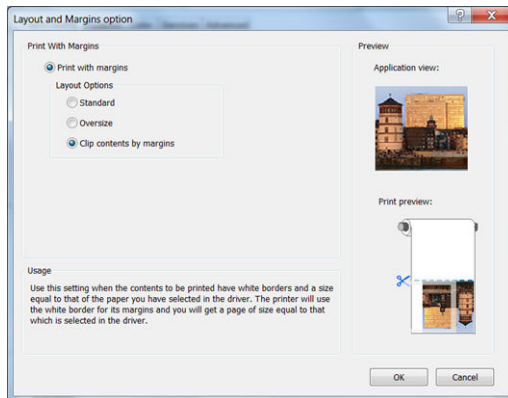 Layout and Margins option
Print With Margins
Print with margins
Layout Options
Standard
Oversize
Clip contents by margins
Usage
Use this setting when the contents to be printed have white borders and a size
equal to that of the paper you have selected in the driver. The printer will use
the white border for its margins and you will get a page of size equal to that
which is selected in the driver.
Preview
Application view:
Print preview:
OK
Cancel